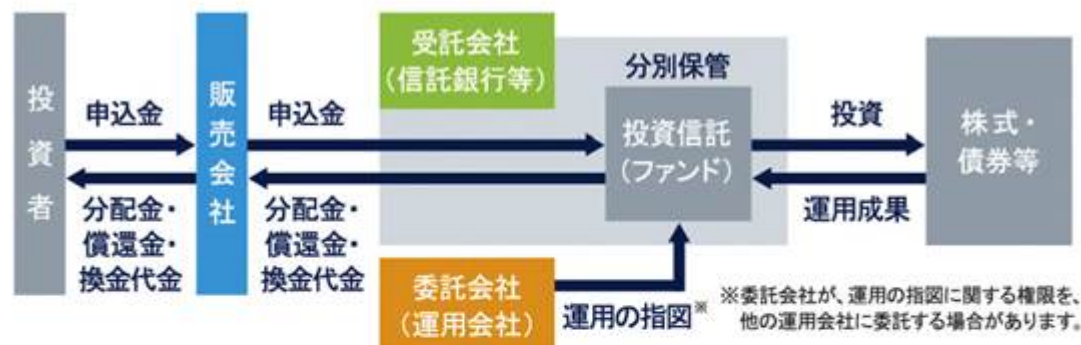 投資者
申込金
分配金・
償還金・
換金代金
販売会社
申込金
分配金・
償還金・
換金代金
受託会社
（信託銀行等）
分別保管
投資信託
（ファンド）
委託会社
（運用会社）
運用の指図※
投資
運用成果
株式・
債券等
※委託会社が、運用の指図に関する権限を、
他の運用会社に委託する場合があります。